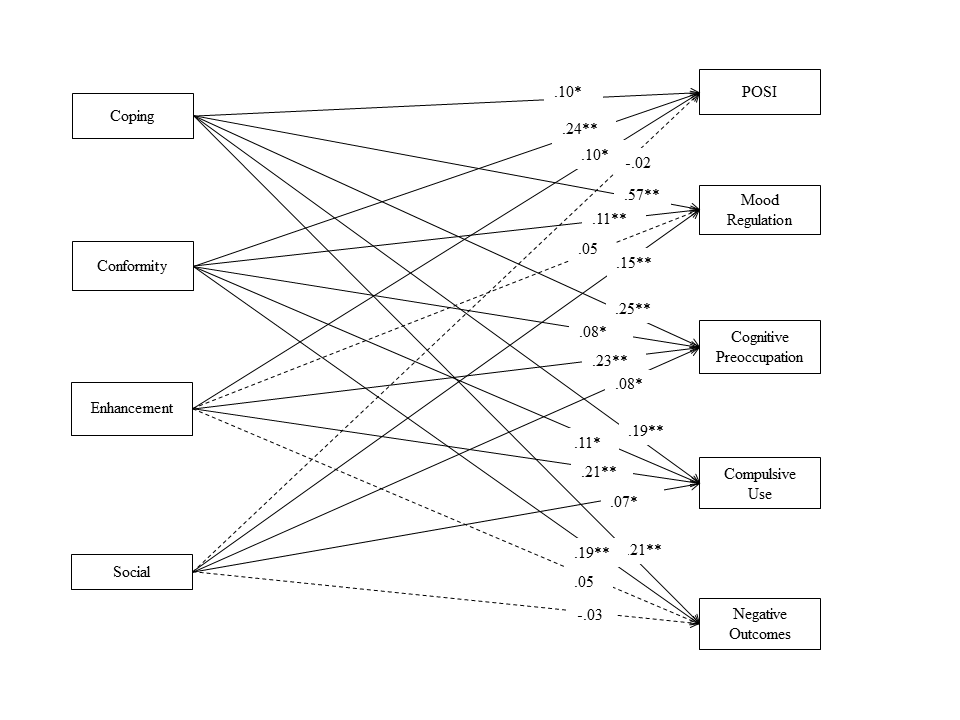 Coping
Conformity
Enhancement
Social
.10*
.24**
.10*
-.02
.57**
.11**
.05
.15**
.25**
.08*
.23**
.08*
.19**
.11*
.21**
.07*
.19**
.21**
.05
-.03
POSI
Mood
Regulation
Cognitive
Preoccupation
Compulsive
Use
Negative
Outcomes